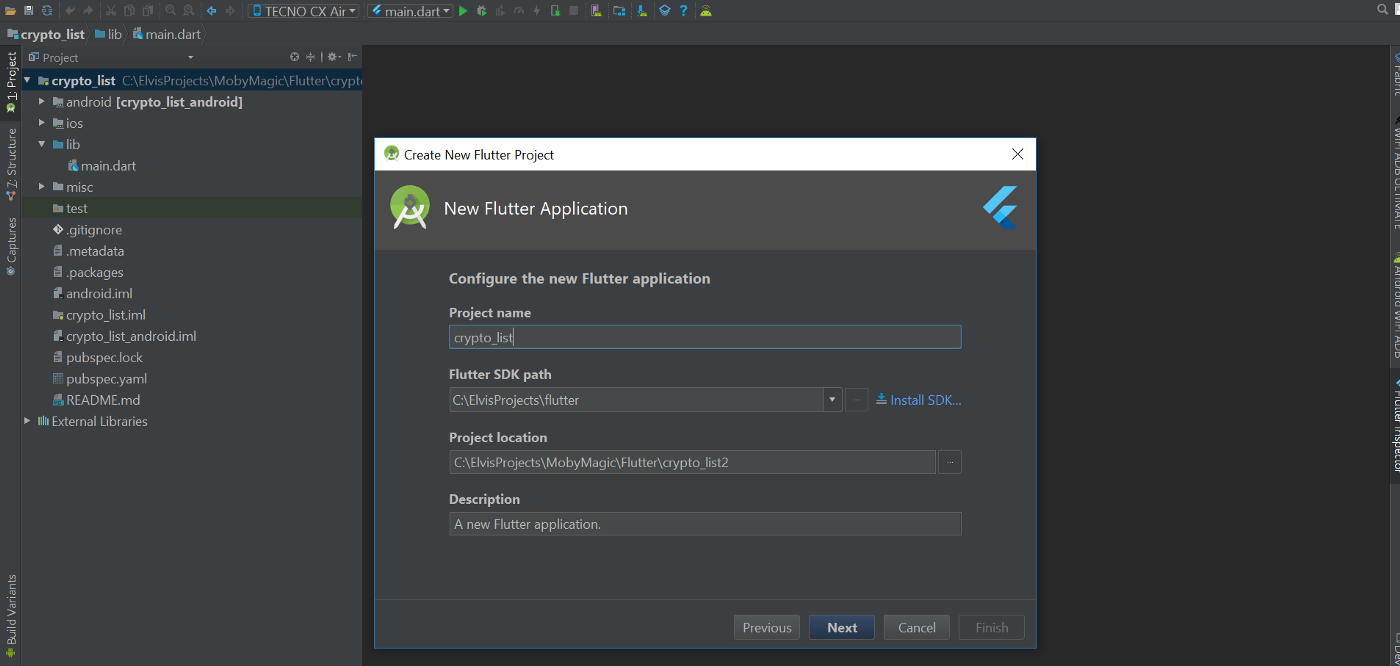 TECNO CX Air
main.dart
crypto_list
lib
main.dart
1: Project
7: Structure
Captures
Build Variants
Project
crypto_list C:\ElvisProjects\MobyMagic\Flutter\crypto
android [crypto_list_android]
ios
lib
main.dart
misc
test
.gitignore
.metadata
.packages
android.iml
crypto_list.iml
crypto_list_android.iml
pubspec.lock
pubspec.yaml
README.md
External Libraries
Create New Flutter Project
New Flutter Application
Configure the new Flutter application
Project name
crypto_list
Flutter SDK path
C:\ElvisProjects\flutter
...
Install SDK...
Project location
C:\ElvisProjects\MobyMagic\Flutter\crypto_list2
...
Description
A new Flutter application.
Previous
Next
Cancel
Finish
Fabric
WIFI ADB ULTIMATE
Android WiFi ADB
Flutter Inspector